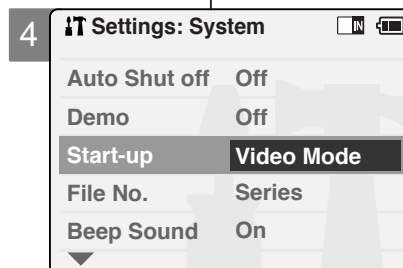 4
Settings: System
IN
Auto Shut off Off
Demo Off
Start-up Video Mode
File No. Series
Beep Sound On